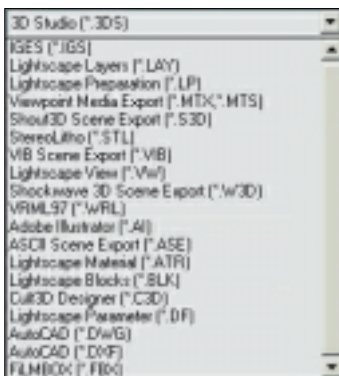 3D Studio (*.3DS)
IGES (*.IGS)
Lightscape Layers (*.LAY)
Lightscape Preparation (*.LP)
Viewpoint Media Export (*.MTX,*.MTS)
Shout3D Scene Export (*.S3D)
StereoLitho (*.STL)
VIB Scene Export (*.VIB)
Lightscape View (*.VW)
Shockwave 3D Scene Export (*.W3D)
VRML97 (*.WRL)
Adobe Illustrator (*.AI)
ASCII Scene Export (*.ASE)
Lightscape Material (*.ATR)
Lightscape Blocks (*.BLK)
Cult3D Designer (*.C3D)
Lightscape Parameter (*.DF)
AutoCAD (*.DWG)
AutoCAD (*.DXF)
FiLMBOX (*.FBX)